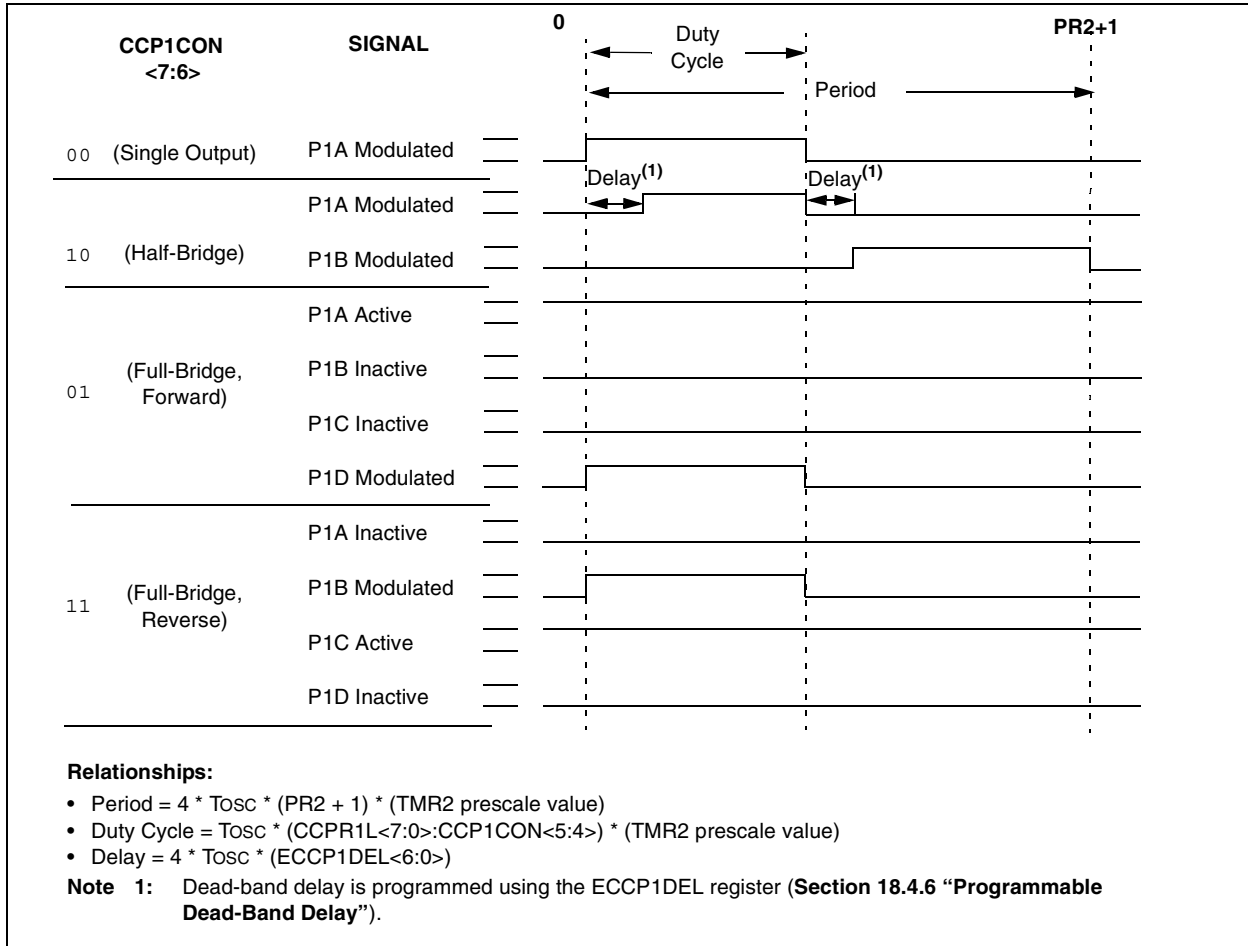 0
PR2+1
CCP1CON
<7:6>
SIGNAL
Duty
Cycle
Period
00 (Single Output) P1A Modulated
Delay(1) Delay(1)
P1A Modulated
10 (Half-Bridge) P1B Modulated
P1A Active
01 (Full-Bridge,
Forward)
P1B Inactive
P1C Inactive
P1D Modulated
P1A Inactive
11 (Full-Bridge,
Reverse)
P1B Modulated
P1C Active
P1D Inactive
Relationships:
• Period = 4 * TOSC * (PR2 + 1) * (TMR2 prescale value)
• Duty Cycle = TOSC * (CCPR1L<7:0>:CCP1CON<5:4>) * (TMR2 prescale value)
• Delay = 4 * TOSC * (ECCP1DEL<6:0>)
Note 1: Dead-band delay is programmed using the ECCP1DEL register (Section 18.4.6 “Programmable
Dead-Band Delay”).